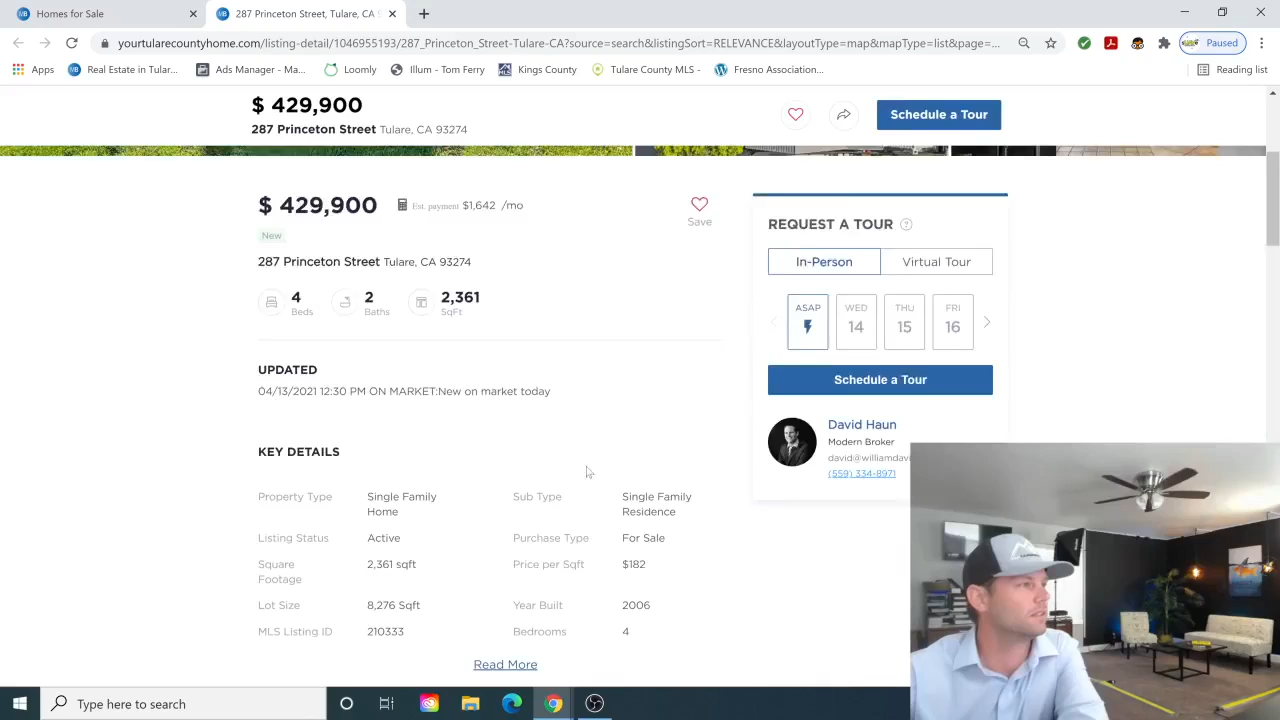 Homes for Sale
287 Princeton Street, Tulare, CA 9
yourtularecountyhome.com/listing-detail/1046955103/287_Princeton_street-Tulare-CA?source=search&listingSort=RELEVANCE&layoutType=map&mapType=list&page=...
Paused
Apps
Real Estate in Tular...
Ads Manager - Ma...
Loomly
Illum - Tom Ferry
Kings County
Tulare County MLS -
Fresno Association...
Reading list
$ 429,900
287 Princeton Street Tulare, CA 93274
Schedule a Tour
$ 429,900
Est. payment $1,642 /mo
Save
New
287 Princeton Street Tulare, CA 93274
4 Beds
2 Baths
2,361 SqFt
UPDATED
04/13/2021 12:30 PM ON MARKET:New on market today
KEY DETAILS
Property Type Single Family Home
Sub Type Single Family Residence
Listing Status Active
Purchase Type For Sale
Square Footage 2,361 sqft
Price per Sqft $182
Lot Size 8,276 Sqft
Year Built 2006
MLS Listing ID 210333
Bedrooms 4
Read More
REQUEST A TOUR ?
In-Person
Virtual Tour
ASAP
WED 14
THU 15
FRI 16
Schedule a Tour
David Haun
Modern Broker
david@williamdav
(559) 334-8971
Type here to search